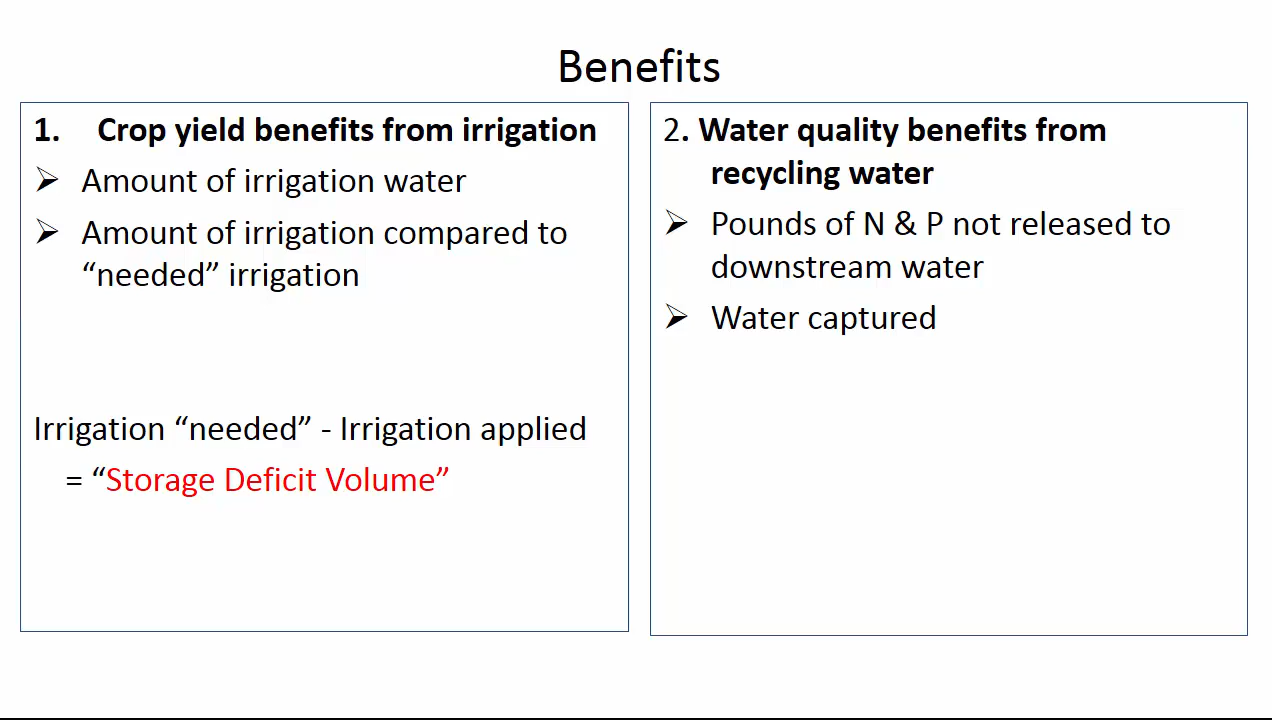 Benefits
1. Crop yield benefits from irrigation
➢ Amount of irrigation water
➢ Amount of irrigation compared to
“needed” irrigation
Irrigation “needed” - Irrigation applied
= “Storage Deficit Volume”
2. Water quality benefits from
recycling water
➢ Pounds of N & P not released to
downstream water
➢ Water captured